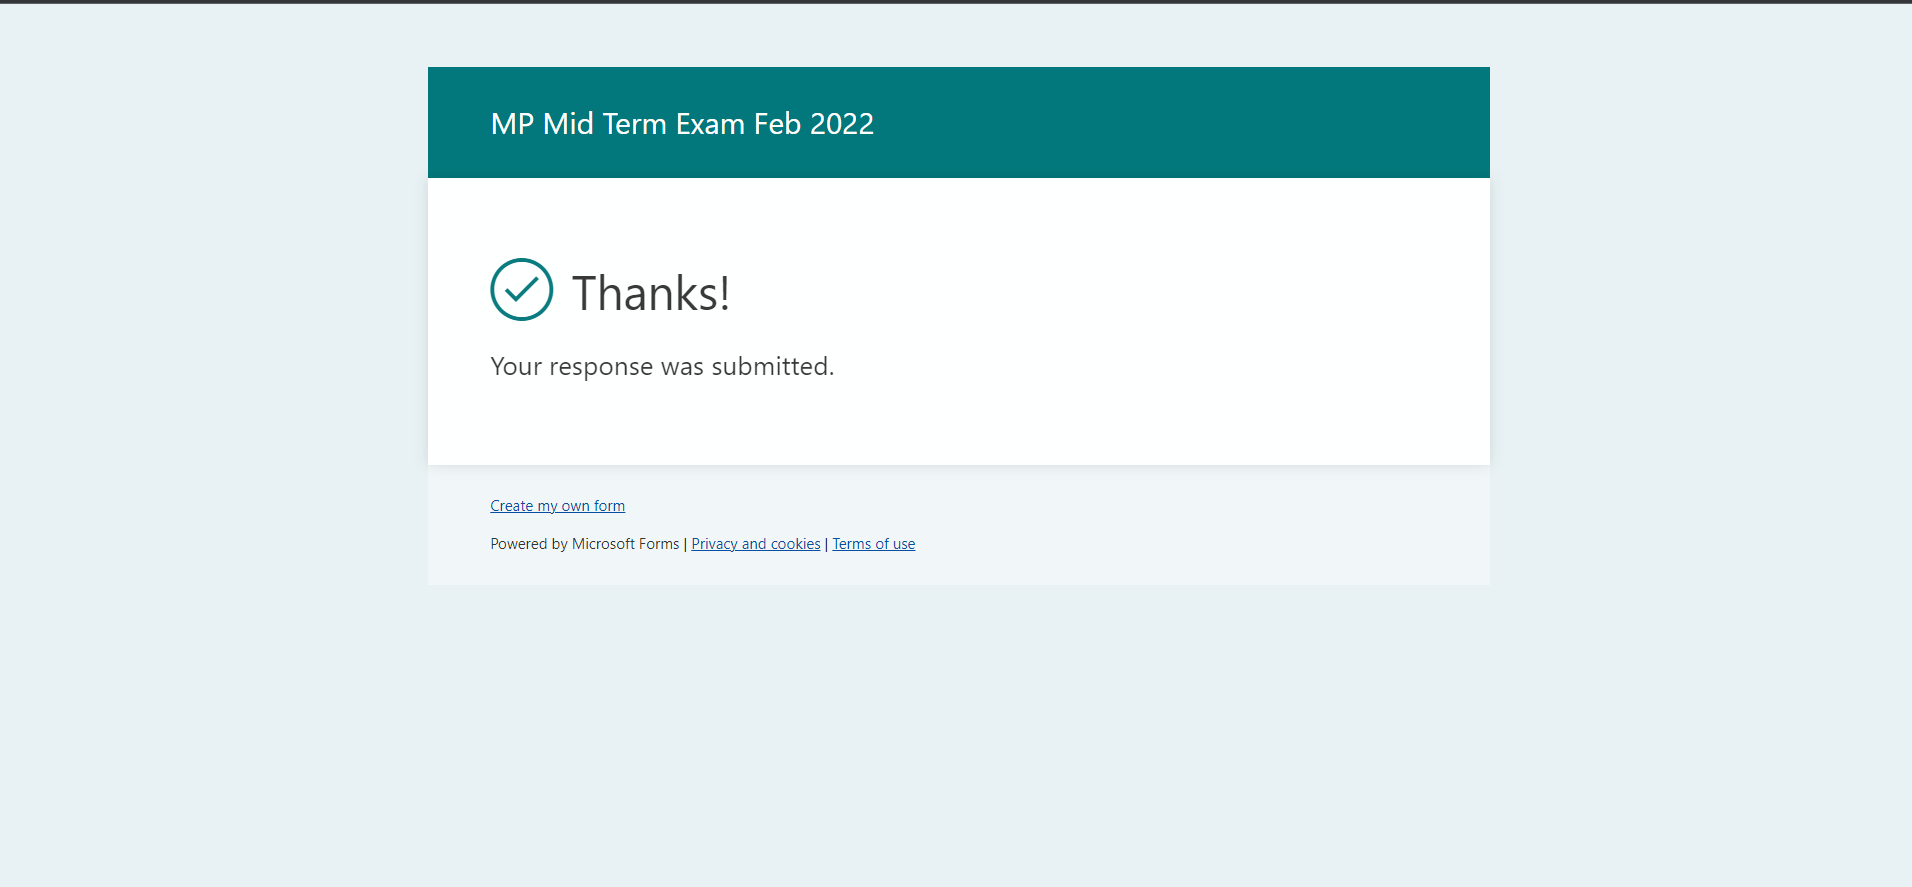 MP Mid Term Exam Feb 2022
Thanks!
Your response was submitted.
Create my own form
Powered by Microsoft Forms | Privacy and cookies | Terms of use